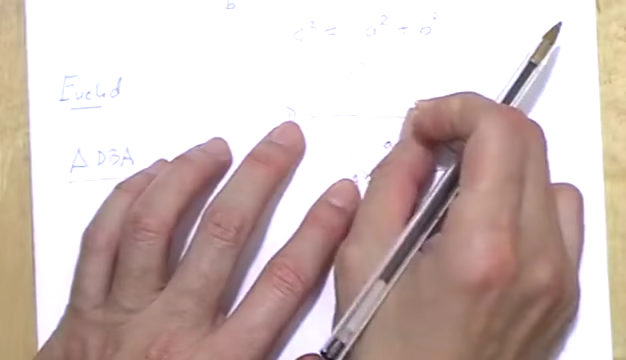 b
c² = a² + b²
Euclid
D
a
Δ DBA